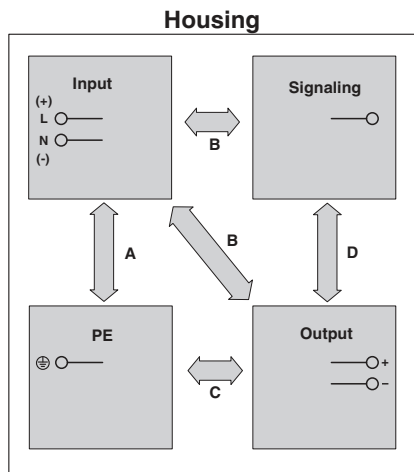 Housing
Input
(+)
L
N
(-)
Signaling
B
A
B
D
PE
Output
+
–
C